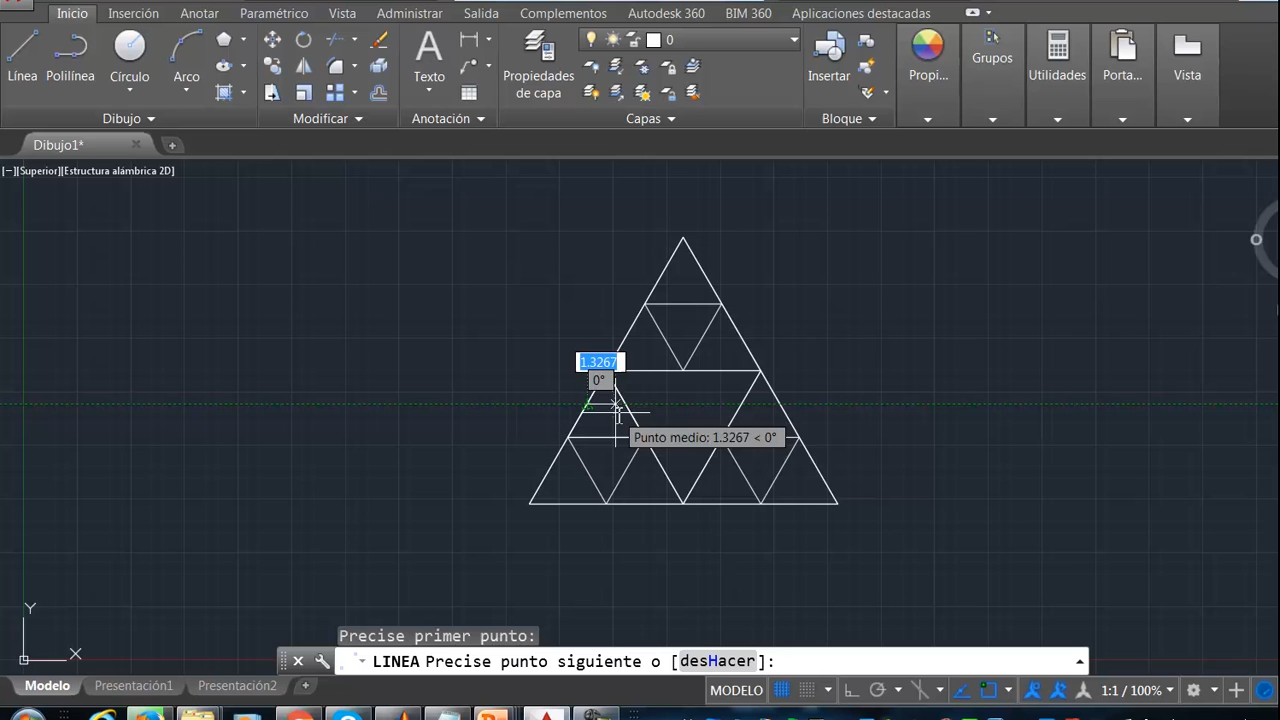 Inicio Inserción Anotar Paramétrico Vista Administrar Salida Complementos Autodesk 360 BIM 360 Aplicaciones destacadas
0
Línea Polilínea Círculo Arco Texto Propiedades de capa Insertar Propi... Grupos Utilidades Porta... Vista
Dibujo Modificar Anotación Capas Bloque
Dibujo1*
[−][Superior][Estructura alámbrica 2D]
1.3267
0°
Punto medio: 1.3267 < 0°
Y
X
Precise primer punto:
LINEA Precise punto siguiente o [desHacer]:
Modelo Presentación1 Presentación2 MODELO 1:1 / 100%